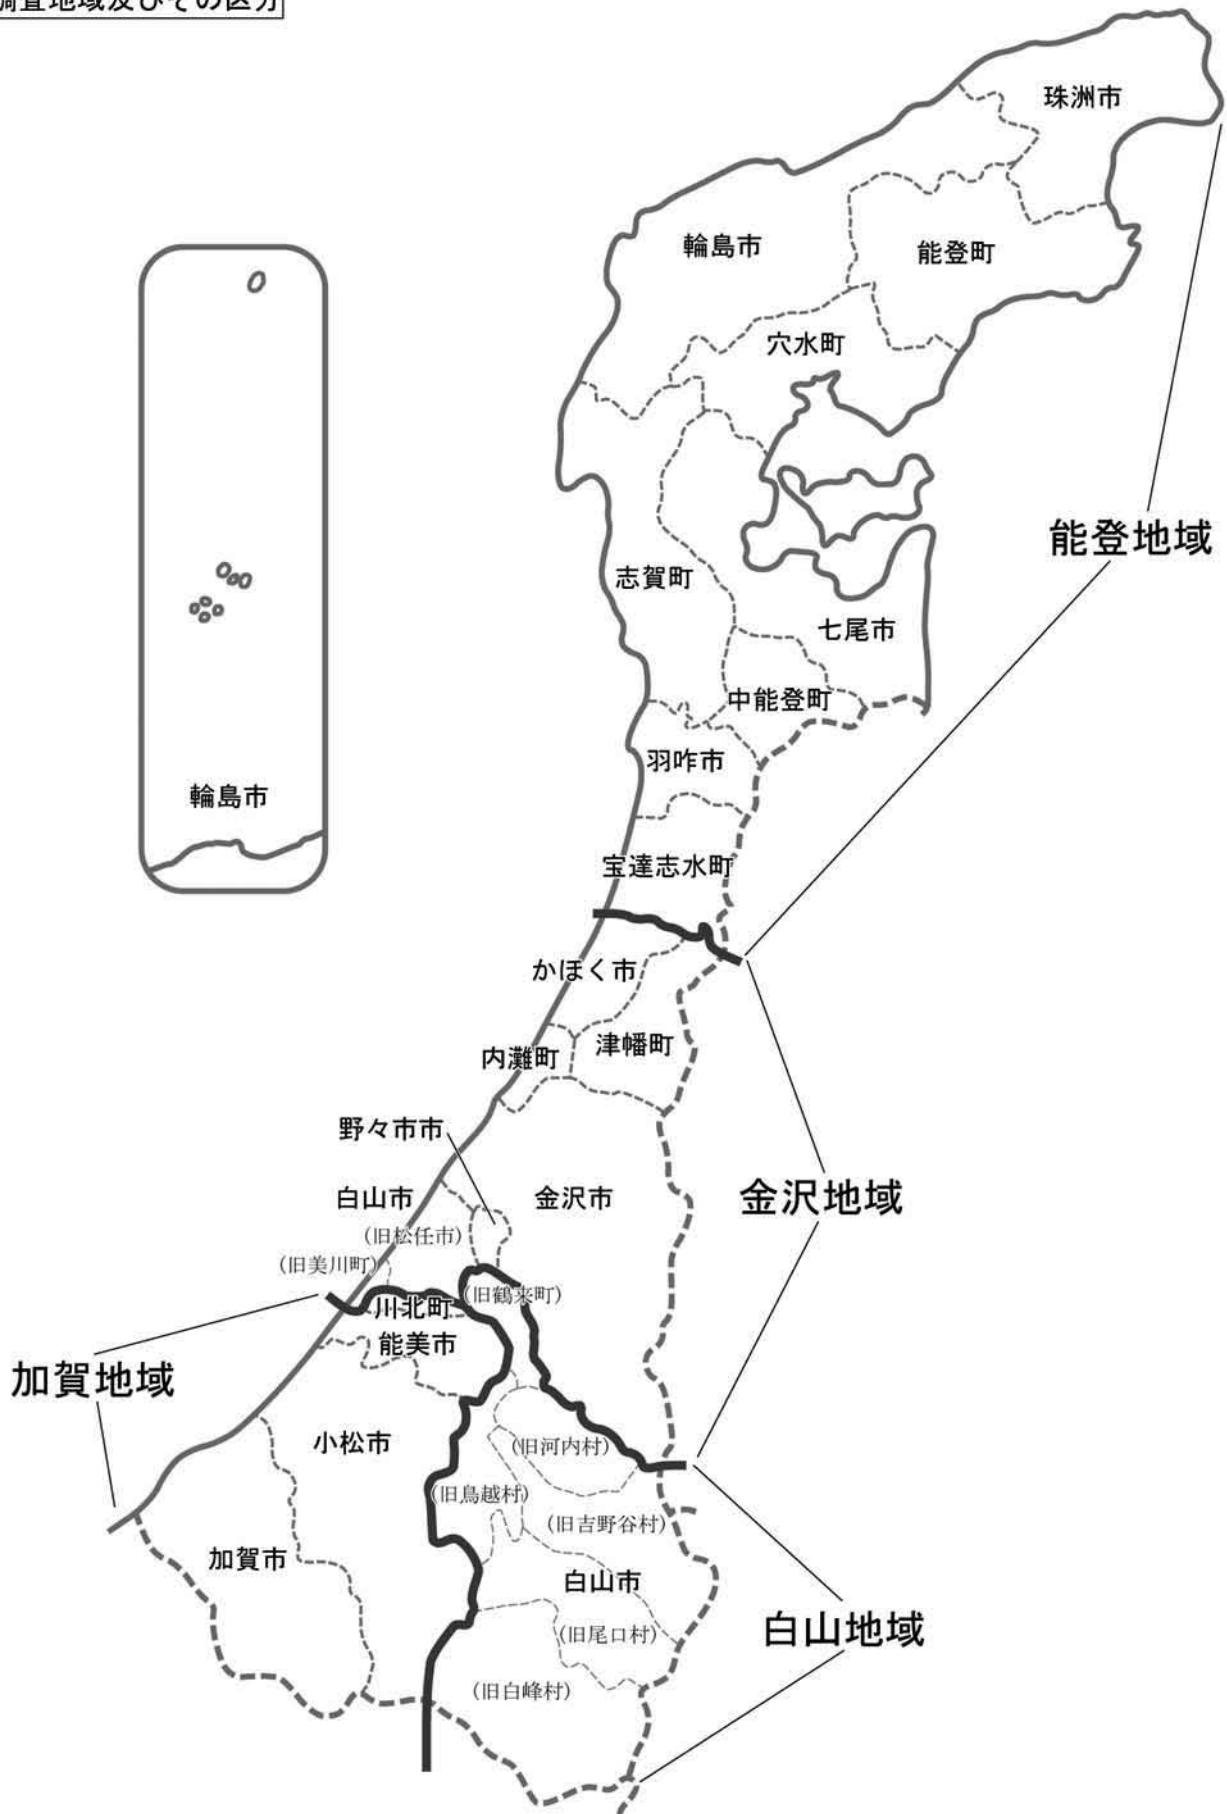 調査地域及びその区分
珠洲市
輪島市
能登町
穴水町
能登地域
志賀町
七尾市
中能登町
羽咋市
輪島市
宝達志水町
かほく市
内灘町
津幡町
野々市市
白山市
金沢市
金沢地域
(旧松任市)
(旧美川町)
(旧鶴来町)
川北町
能美市
加賀地域
小松市
(旧河内村)
(旧鳥越村)
(旧吉野谷村)
加賀市
白山市
白山地域
(旧尾口村)
(旧白峰村)